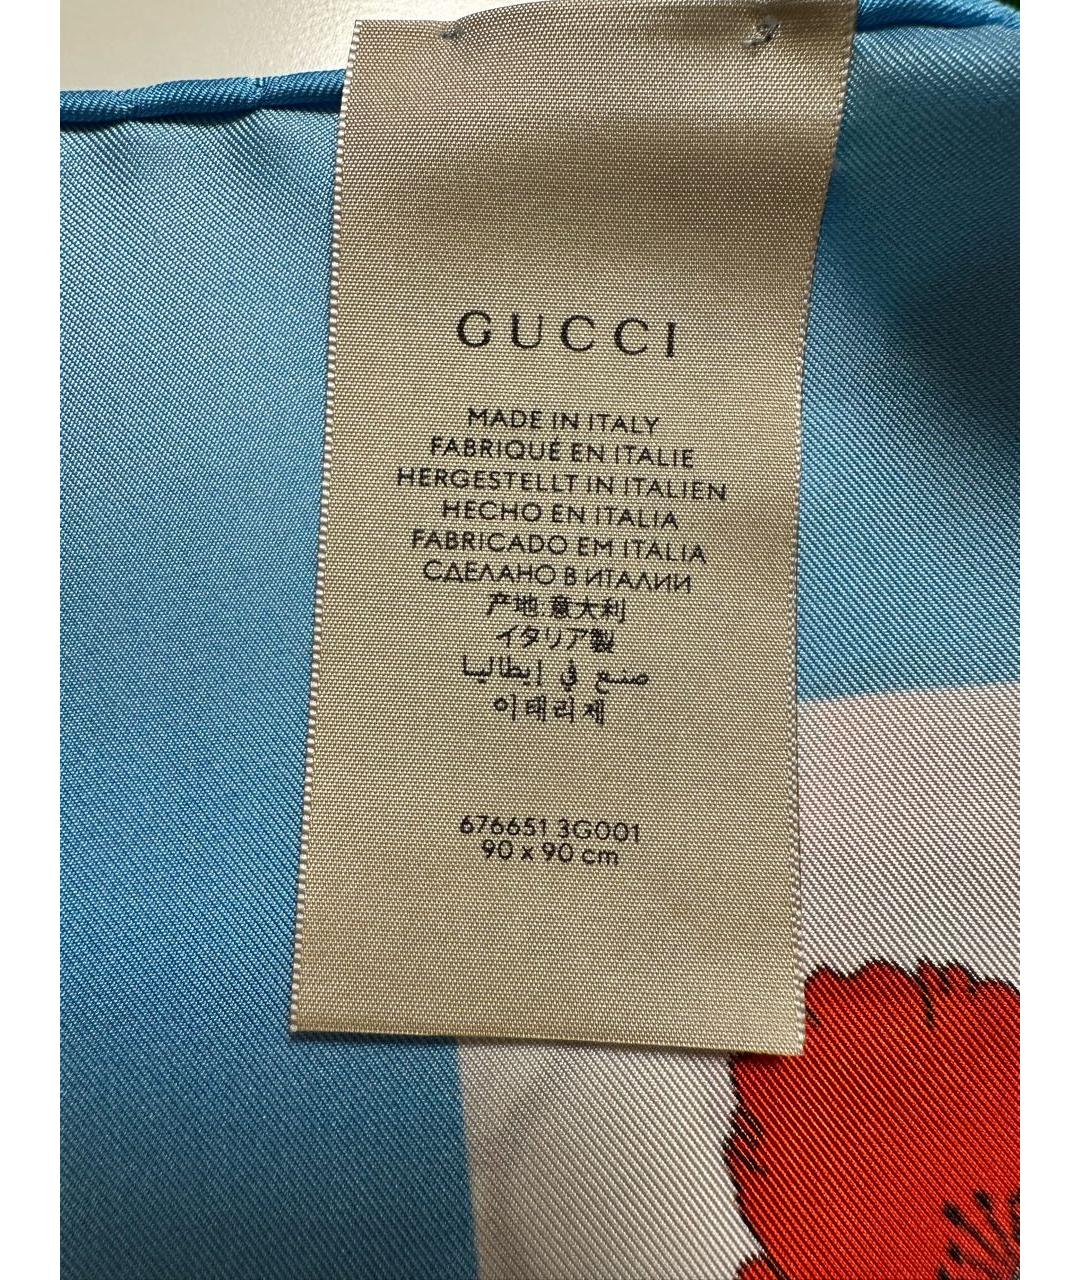 GUCCI
MADE IN ITALY
FABRIQUÉ EN ITALIE
HERGESTELLT IN ITALIEN
HECHO EN ITALIA
FABRICADO EM ITALIA
СДЕЛАНО В ИТАЛИИ
产地 意大利
イタリア製
صنع في إيطاليا
이태리제
676651 3G001
90 x 90 cm